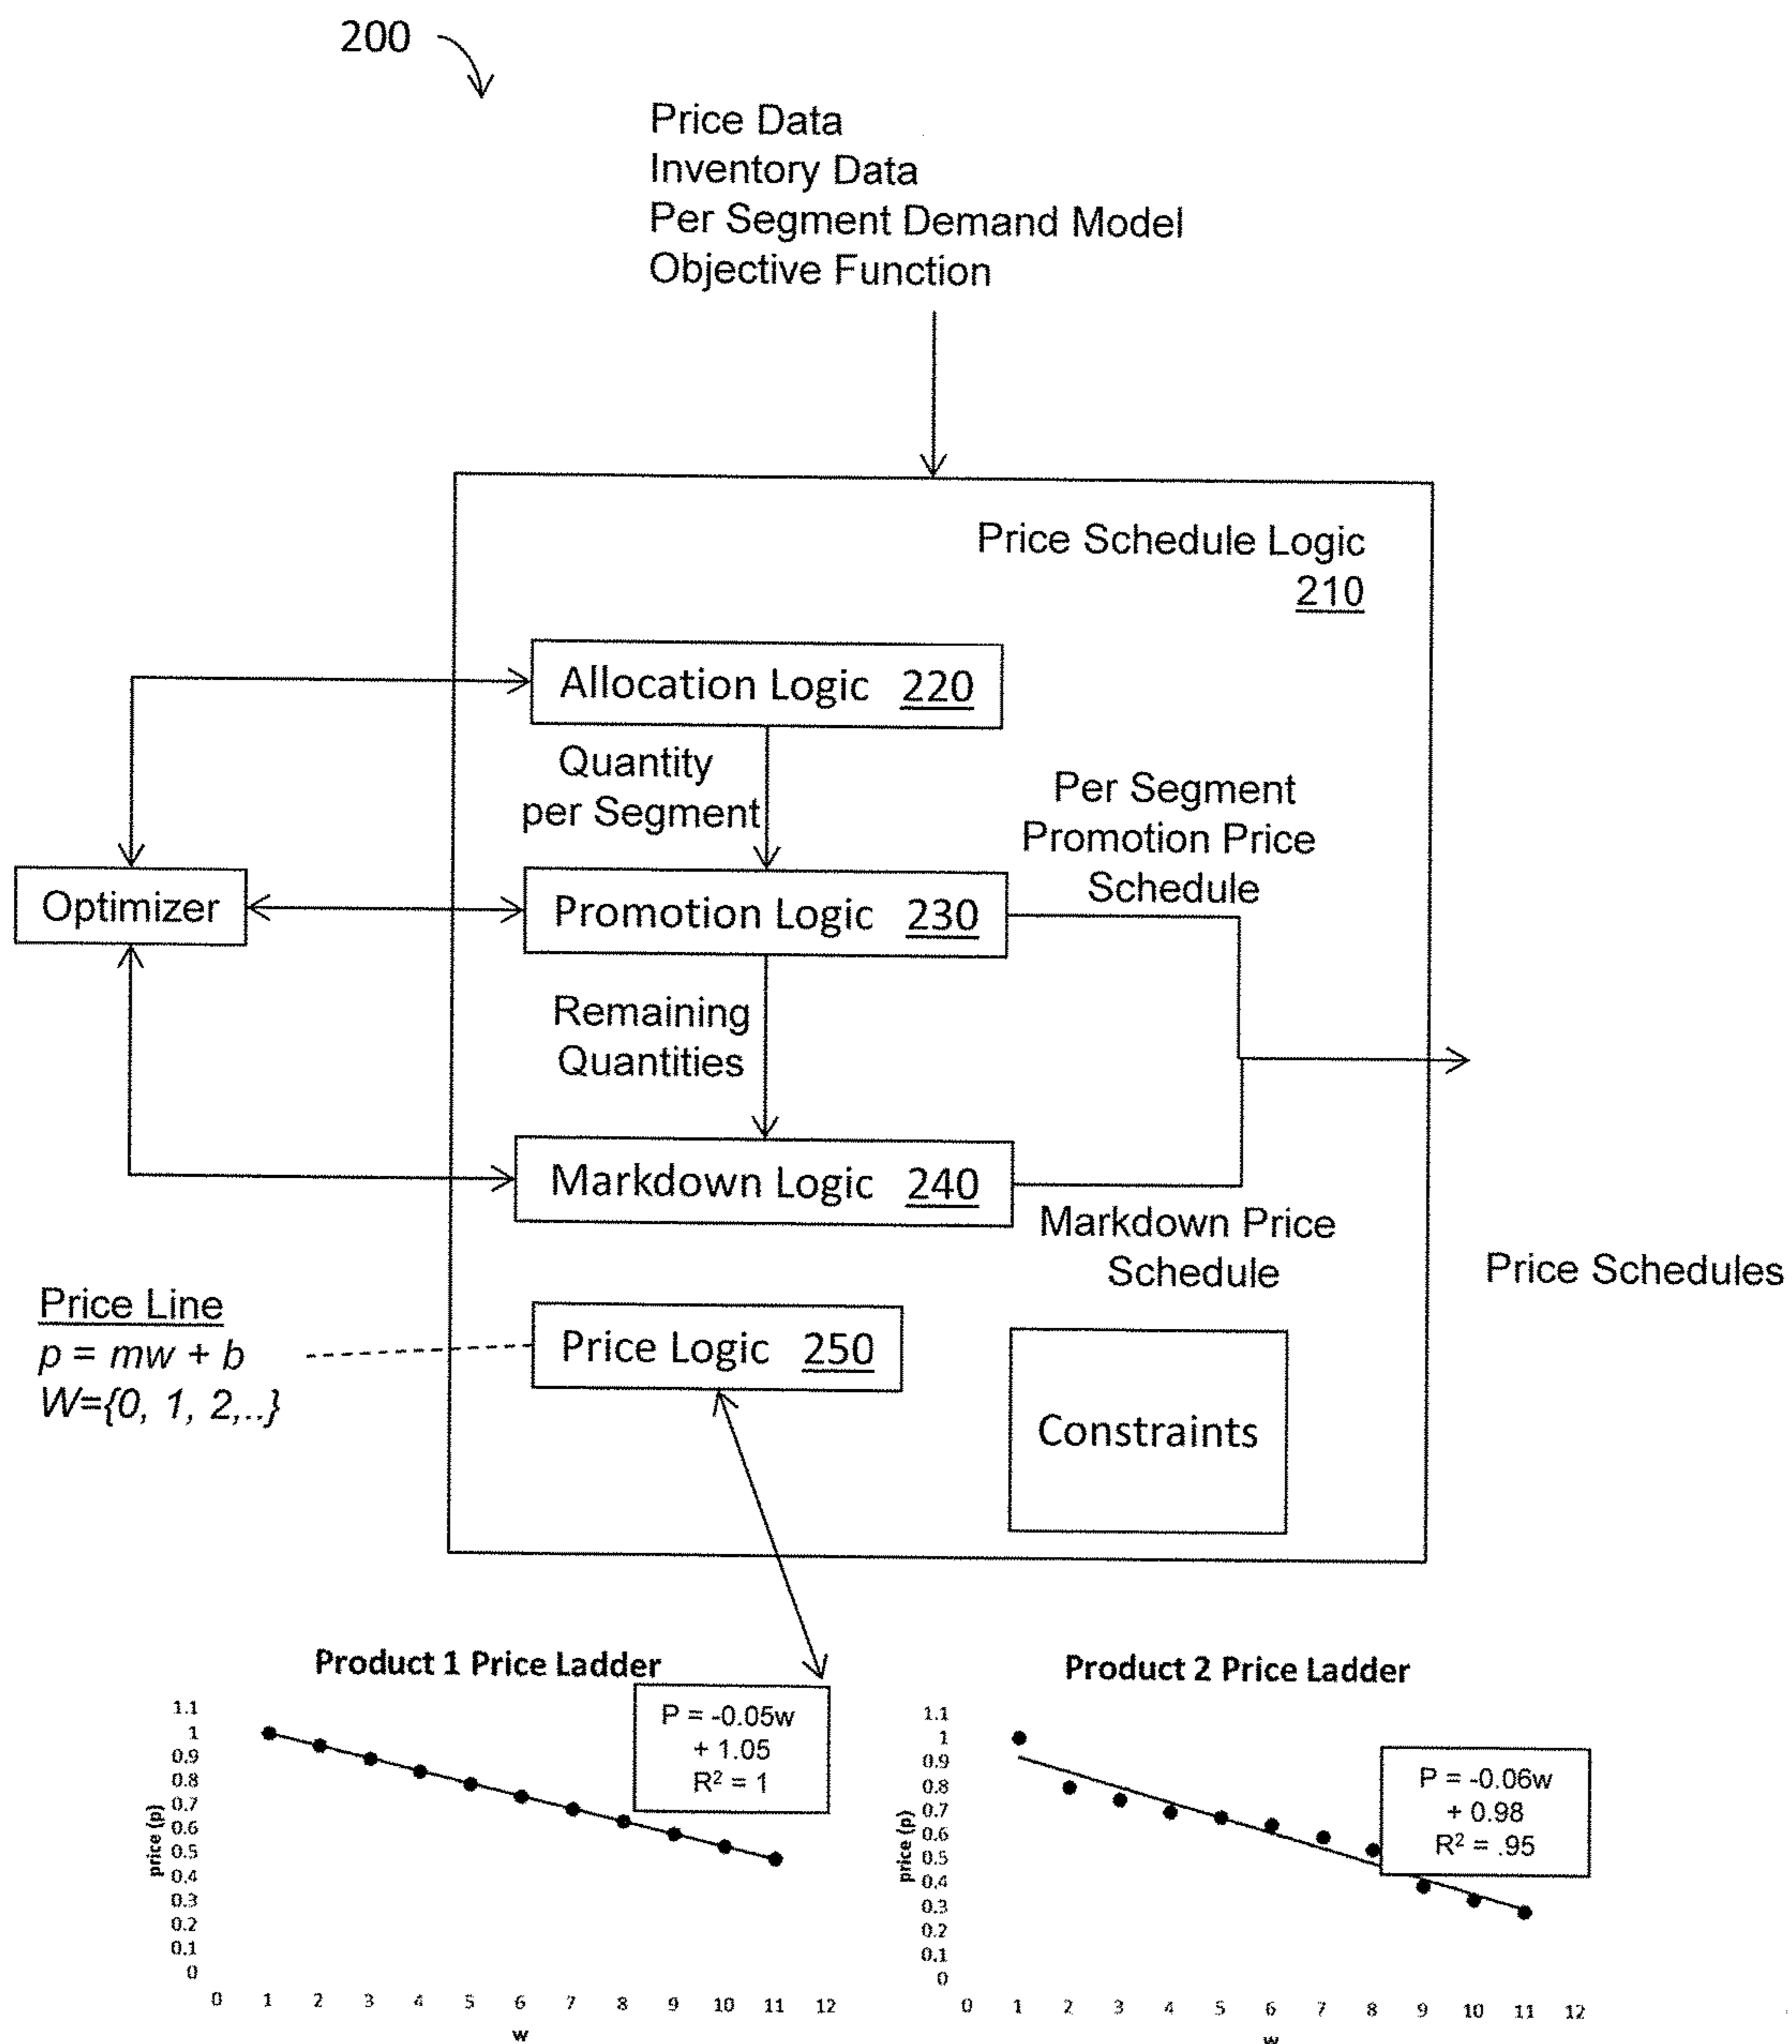 200
Price Data
Inventory Data
Per Segment Demand Model
Objective Function
Price Schedule Logic
210
Allocation Logic 220
Quantity
per Segment
Per Segment
Promotion Price
Schedule
Optimizer
Promotion Logic 230
Remaining
Quantities
Markdown Logic 240
Markdown Price
Schedule
Price Schedules
Price Line
p = mw + b
W={0, 1, 2,..}
Price Logic 250
Constraints
Product 1 Price Ladder
P = -0.05w
+ 1.05
R² = 1
price (p)
1.1
1
0.9
0.8
0.7
0.6
0.5
0.4
0.3
0.2
0.1
0
0 1 2 3 4 5 6 7 8 9 10 11 12
w
Product 2 Price Ladder
P = -0.06w
+ 0.98
R² = .95
price (p)
1.1
1
0.9
0.8
0.7
0.6
0.5
0.4
0.3
0.2
0.1
0
0 1 2 3 4 5 6 7 8 9 10 11 12
w